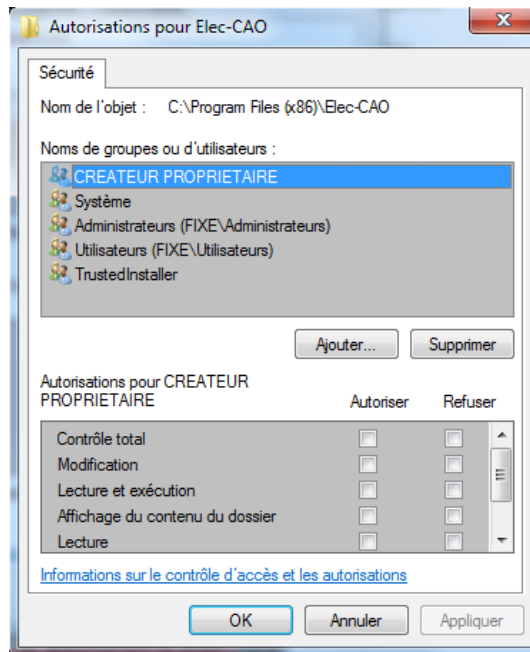 Autorisations pour Elec-CAO
Sécurité
Nom de l'objet : C:\Program Files (x86)\Elec-CAO
Noms de groupes ou d'utilisateurs :
CREATEUR PROPRIETAIRE
Système
Administrateurs (FIXE\Administrateurs)
Utilisateurs (FIXE\Utilisateurs)
TrustedInstaller
Ajouter... Supprimer
Autorisations pour CREATEUR
PROPRIETAIRE Autoriser Refuser
Contrôle total
Modification
Lecture et exécution
Affichage du contenu du dossier
Lecture
Informations sur le contrôle d'accès et les autorisations
OK Annuler Appliquer